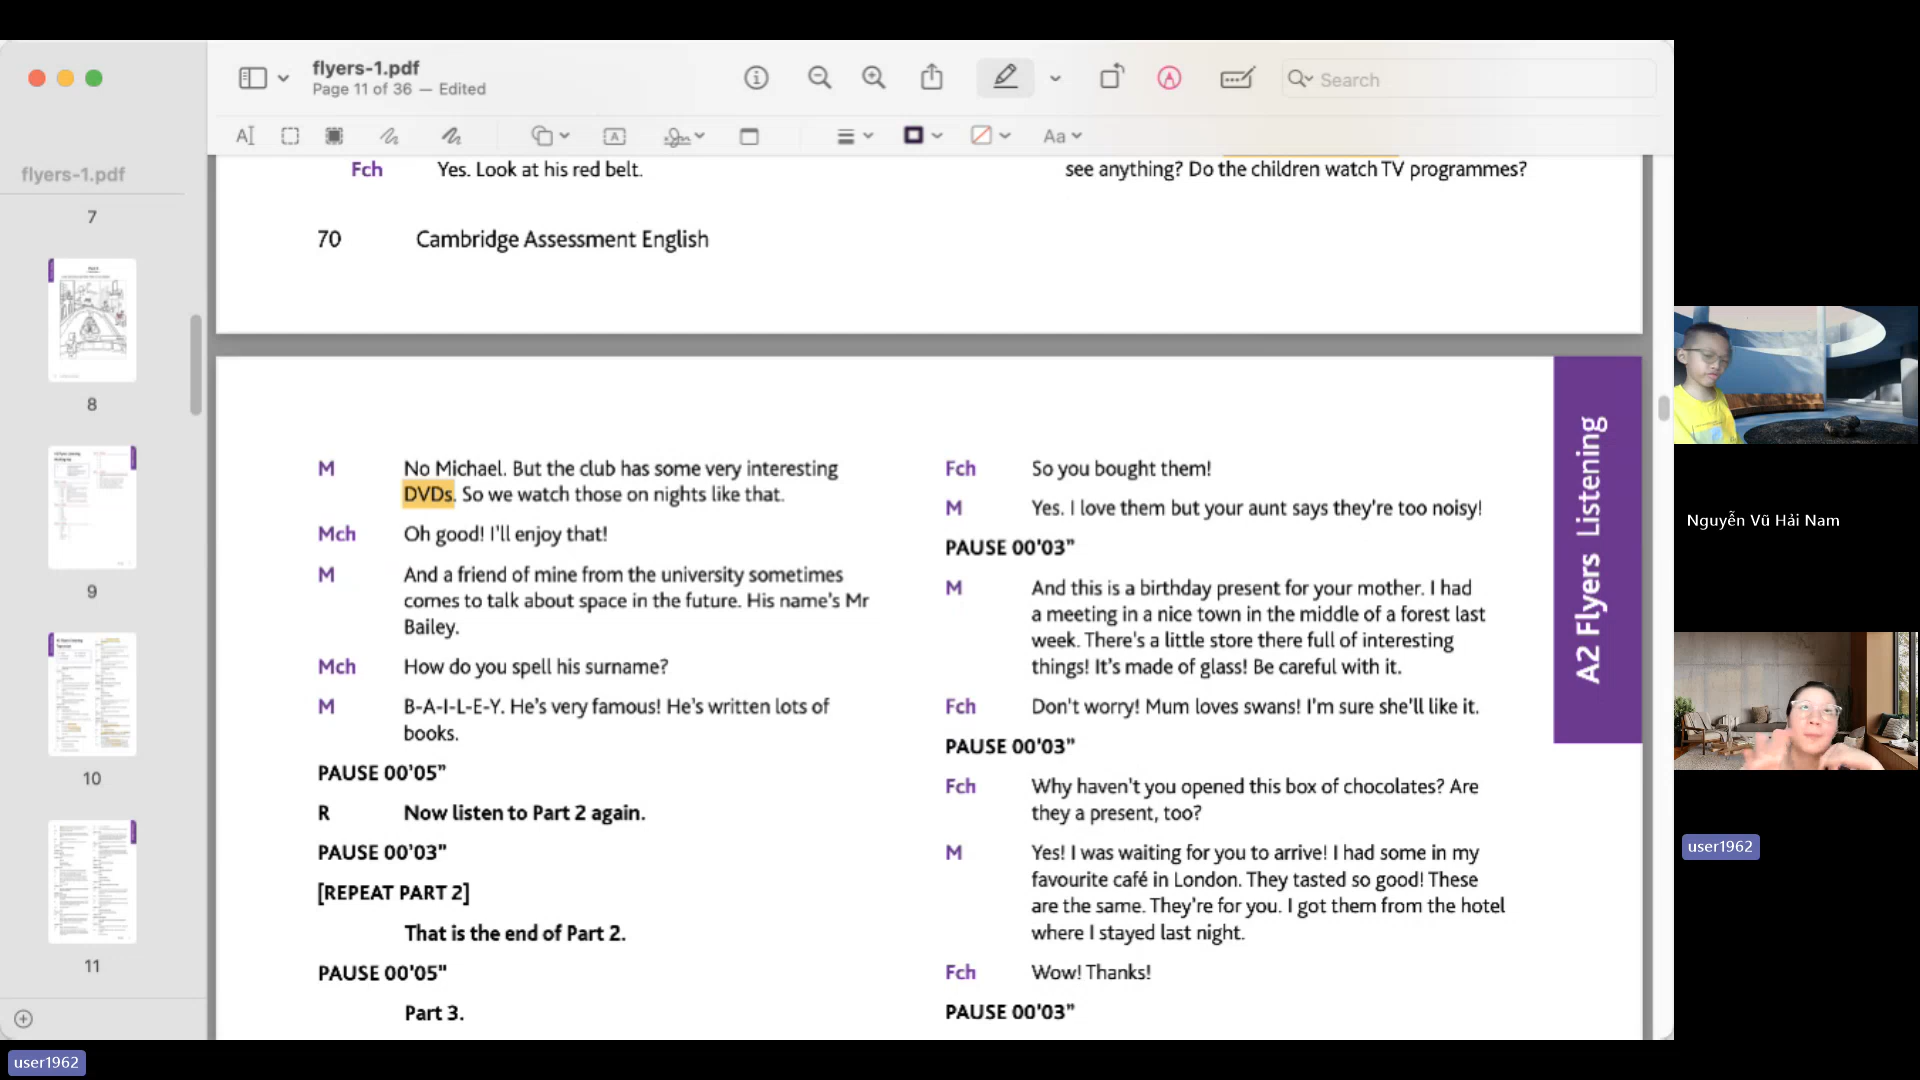 flyers-1.pdf
Page 11 of 36 — Edited
Search
Aa
flyers-1.pdf
7
8
9
10
11
Fch Yes. Look at his red belt.
see anything? Do the children watch TV programmes?
70 Cambridge Assessment English
M No Michael. But the club has some very interesting
DVDs. So we watch those on nights like that.
Mch Oh good! I'll enjoy that!
M And a friend of mine from the university sometimes
comes to talk about space in the future. His name's Mr
Bailey.
Mch How do you spell his surname?
M B-A-I-L-E-Y. He's very famous! He's written lots of
books.
PAUSE 00'05”
R Now listen to Part 2 again.
PAUSE 00'03”
[REPEAT PART 2]
That is the end of Part 2.
PAUSE 00'05”
Part 3.
Fch So you bought them!
M Yes. I love them but your aunt says they're too noisy!
PAUSE 00'03”
M And this is a birthday present for your mother. I had
a meeting in a nice town in the middle of a forest last
week. There's a little store there full of interesting
things! It's made of glass! Be careful with it.
Fch Don't worry! Mum loves swans! I'm sure she'll like it.
PAUSE 00'03”
Fch Why haven't you opened this box of chocolates? Are
they a present, too?
M Yes! I was waiting for you to arrive! I had some in my
favourite café in London. They tasted so good! These
are the same. They're for you. I got them from the hotel
where I stayed last night.
Fch Wow! Thanks!
PAUSE 00'03”
A2 Flyers Listening
Nguyễn Vũ Hải Nam
user1962
user1962